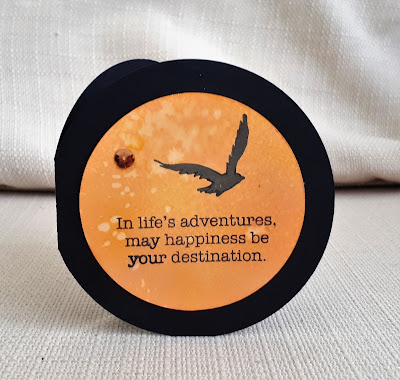 In life's adventures,
may happiness be
your destination.